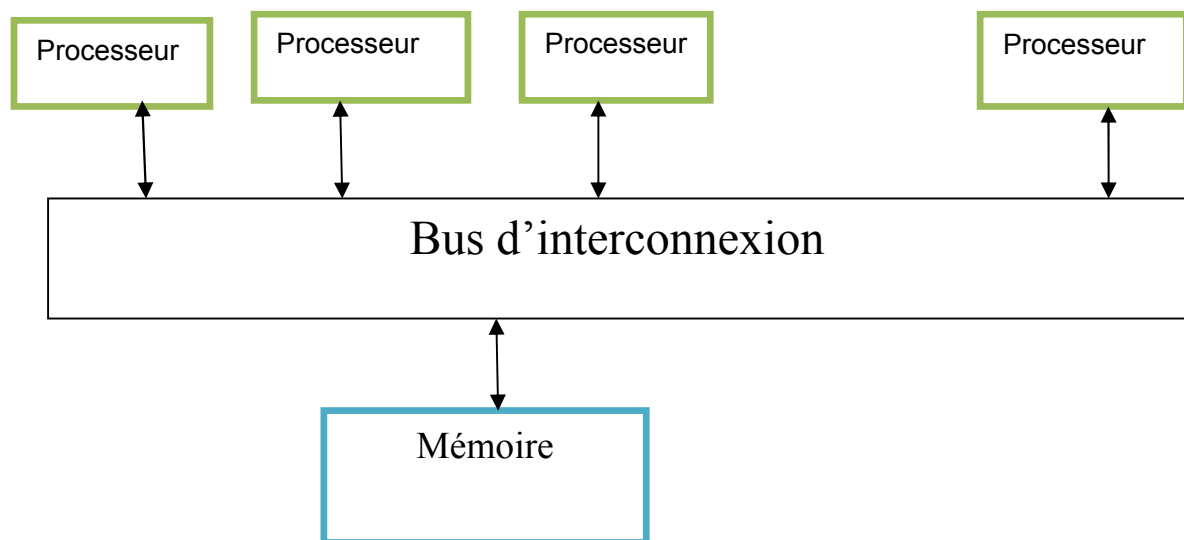 Processeur
Processeur
Processeur
Processeur
Bus d’interconnexion
Mémoire